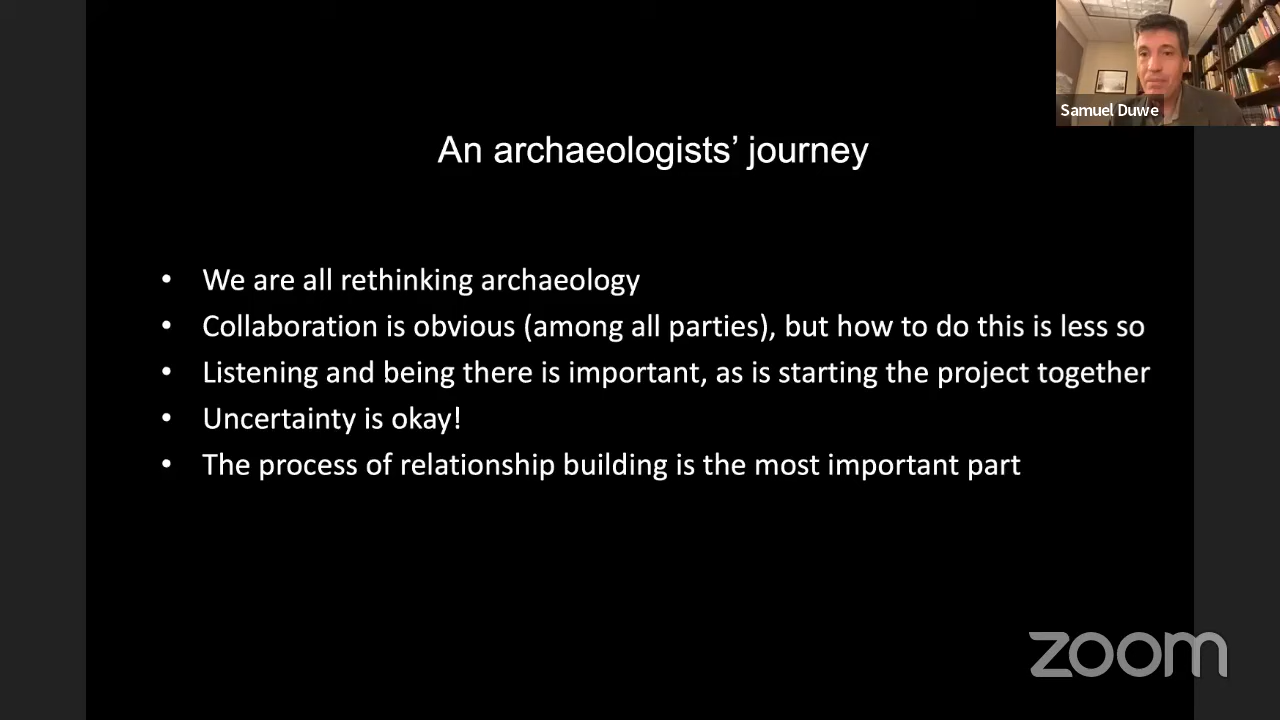 Samuel Duwe
An archaeologists’ journey
• We are all rethinking archaeology
• Collaboration is obvious (among all parties), but how to do this is less so
• Listening and being there is important, as is starting the project together
• Uncertainty is okay!
• The process of relationship building is the most important part
zoom